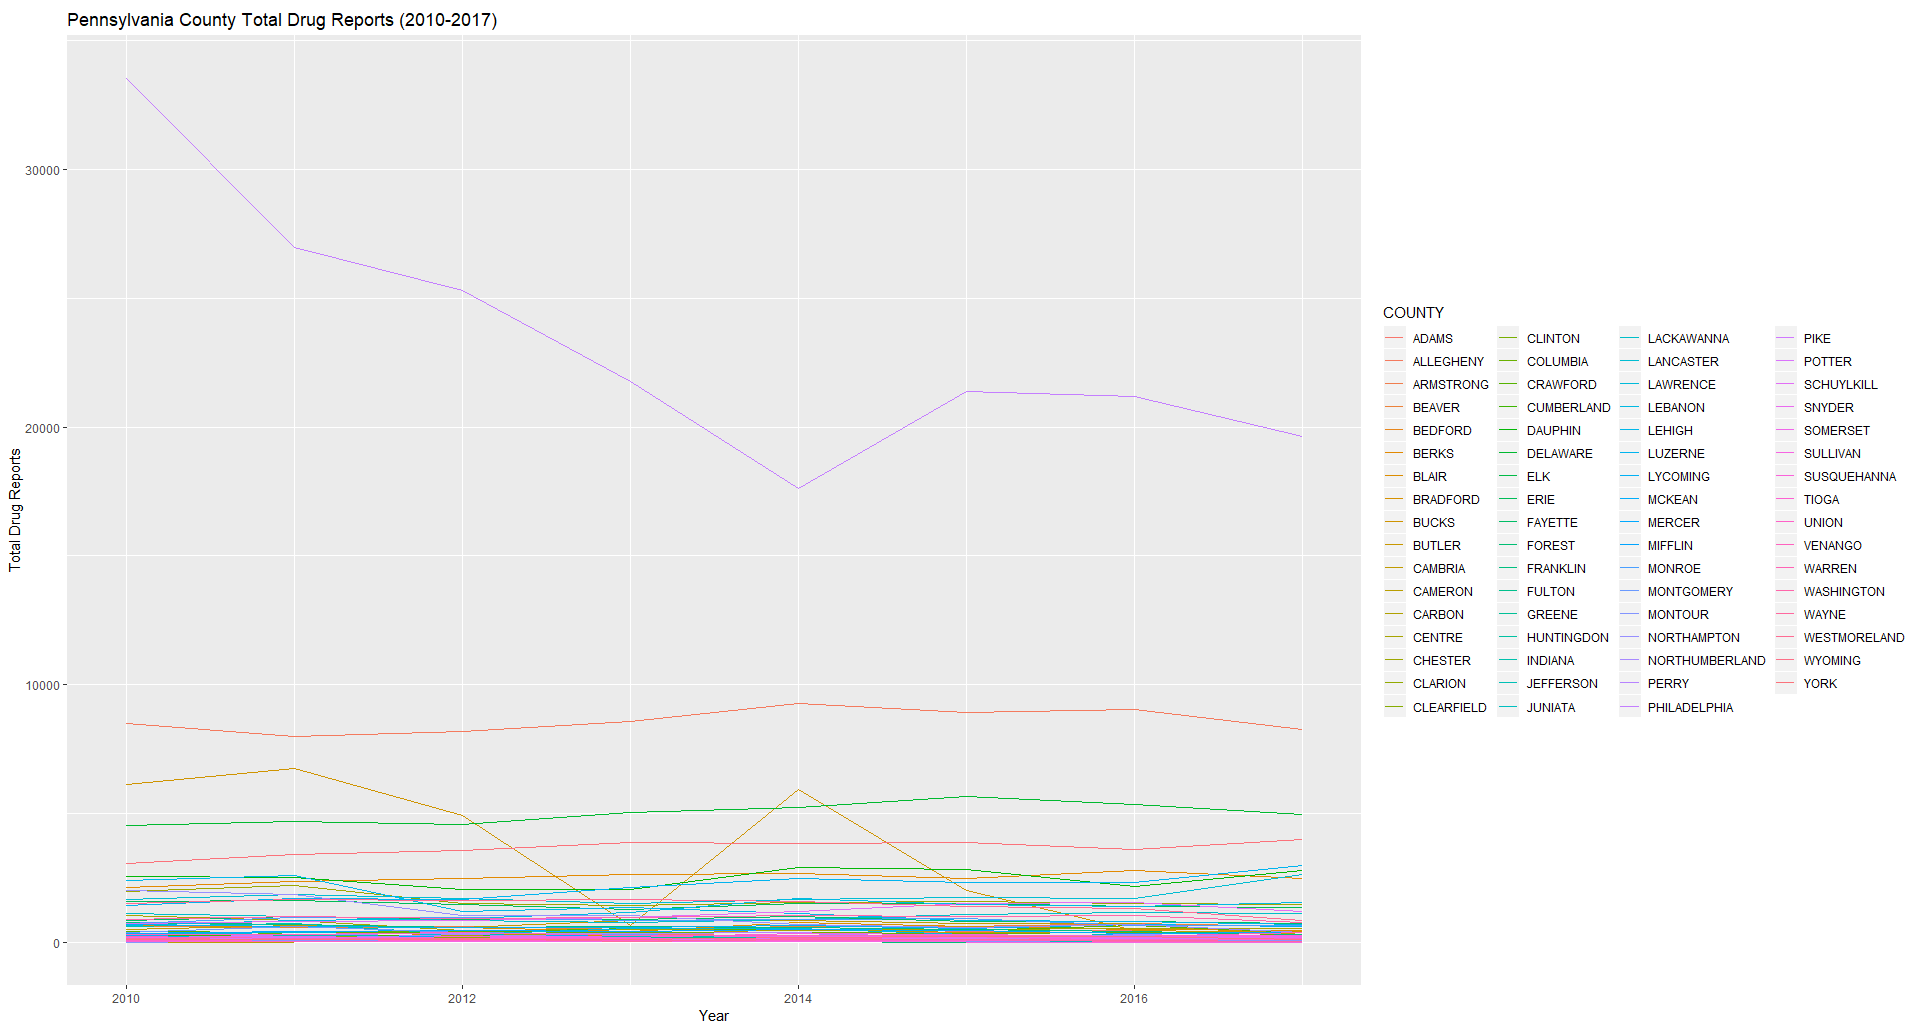 Pennsylvania County Total Drug Reports (2010-2017)
30000
20000
10000
0
Total Drug Reports
2010
2012
2014
2016
Year
COUNTY
ADAMS
ALLEGHENY
ARMSTRONG
BEAVER
BEDFORD
BERKS
BLAIR
BRADFORD
BUCKS
BUTLER
CAMBRIA
CAMERON
CARBON
CENTRE
CHESTER
CLARION
CLEARFIELD
CLINTON
COLUMBIA
CRAWFORD
CUMBERLAND
DAUPHIN
DELAWARE
ELK
ERIE
FAYETTE
FOREST
FRANKLIN
FULTON
GREENE
HUNTINGDON
INDIANA
JEFFERSON
JUNIATA
LACKAWANNA
LANCASTER
LAWRENCE
LEBANON
LEHIGH
LUZERNE
LYCOMING
MCKEAN
MERCER
MIFFLIN
MONROE
MONTGOMERY
MONTOUR
NORTHAMPTON
NORTHUMBERLAND
PERRY
PHILADELPHIA
PIKE
POTTER
SCHUYLKILL
SNYDER
SOMERSET
SULLIVAN
SUSQUEHANNA
TIOGA
UNION
VENANGO
WARREN
WASHINGTON
WAYNE
WESTMORELAND
WYOMING
YORK